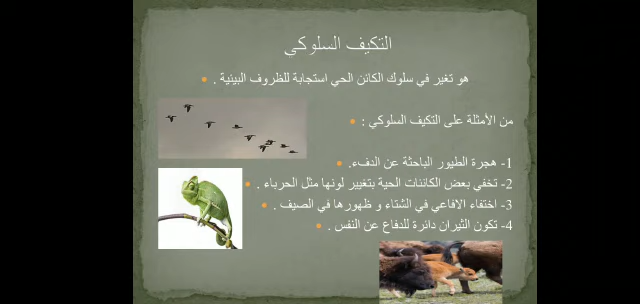 التكيف السلوكي
هو تغير في سلوك الكائن الحي استجابة للظروف البيئية .
من الأمثلة على التكيف السلوكي :
1- هجرة الطيور الباحثة عن الدفء.
2- تخفي بعض الكائنات الحية بتغيير لونها مثل الحرباء .
3- اختفاء الافاعي في الشتاء و ظهورها في الصيف .
4- تكون الثيران دائرة للدفاع عن النفس .